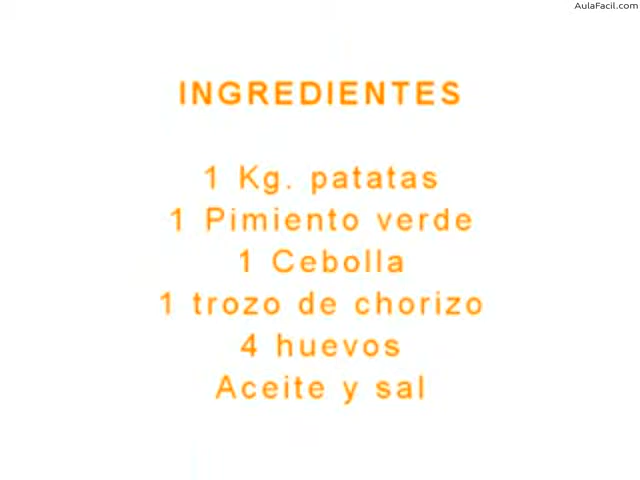 AulaFacil.com
INGREDIENTES
1 Kg. patatas
1 Pimiento verde
1 Cebolla
1 trozo de chorizo
4 huevos
Aceite y sal